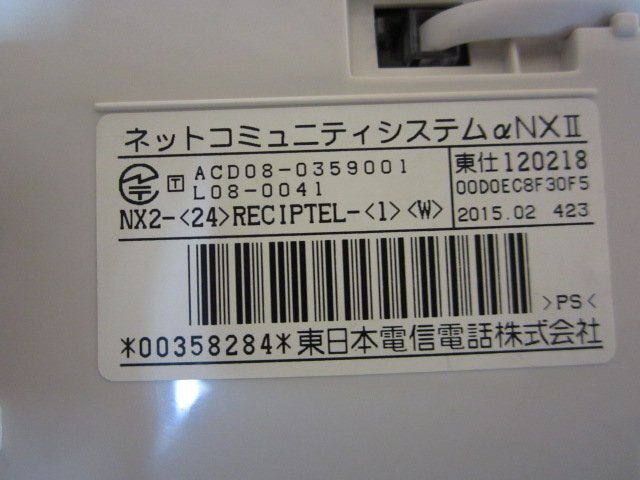 ネットコミュニティシステムαNXⅡ
T ACD08-0359001
L08-0041
東仕120218
00D0EC8F30F5
NX2-<24>RECIPTEL-<1><W>
2015.02 423
>PS<
*00358284*東日本電信電話株式会社